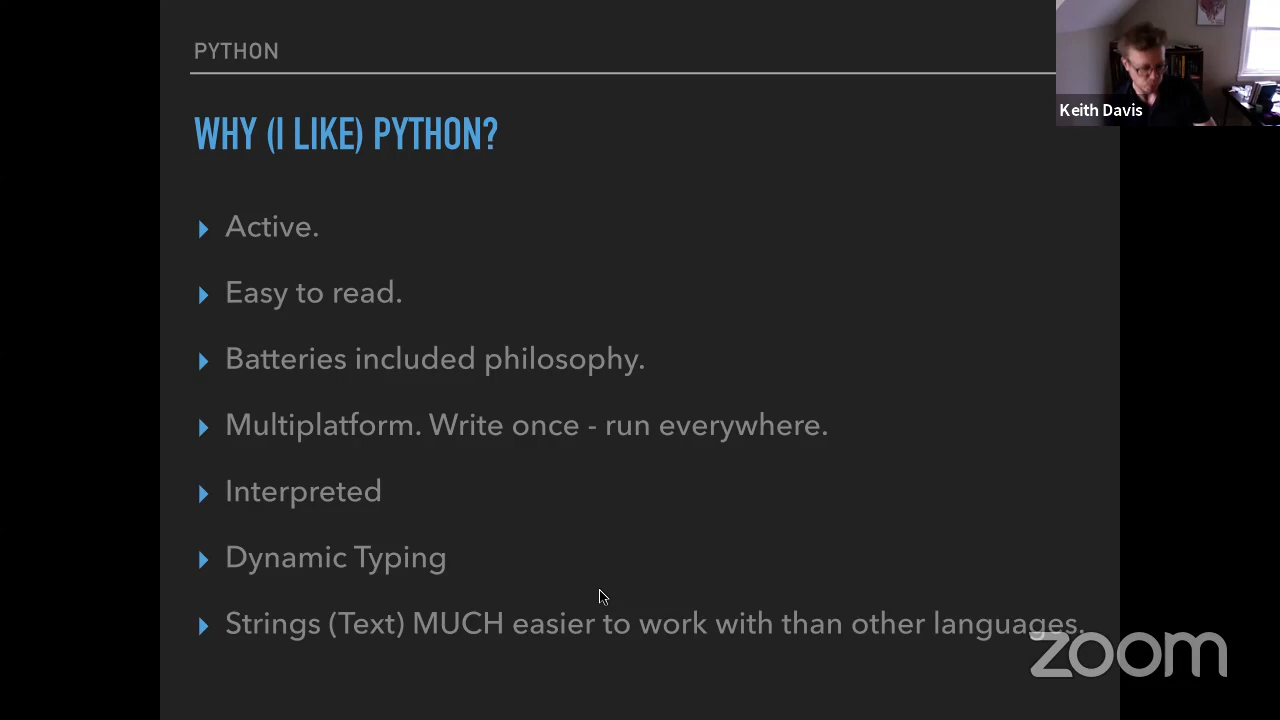 PYTHON
WHY (I LIKE) PYTHON?
Active.
Easy to read.
Batteries included philosophy.
Multiplatform. Write once - run everywhere.
Interpreted
Dynamic Typing
Strings (Text) MUCH easier to work with than other languages.
Keith Davis
zoom